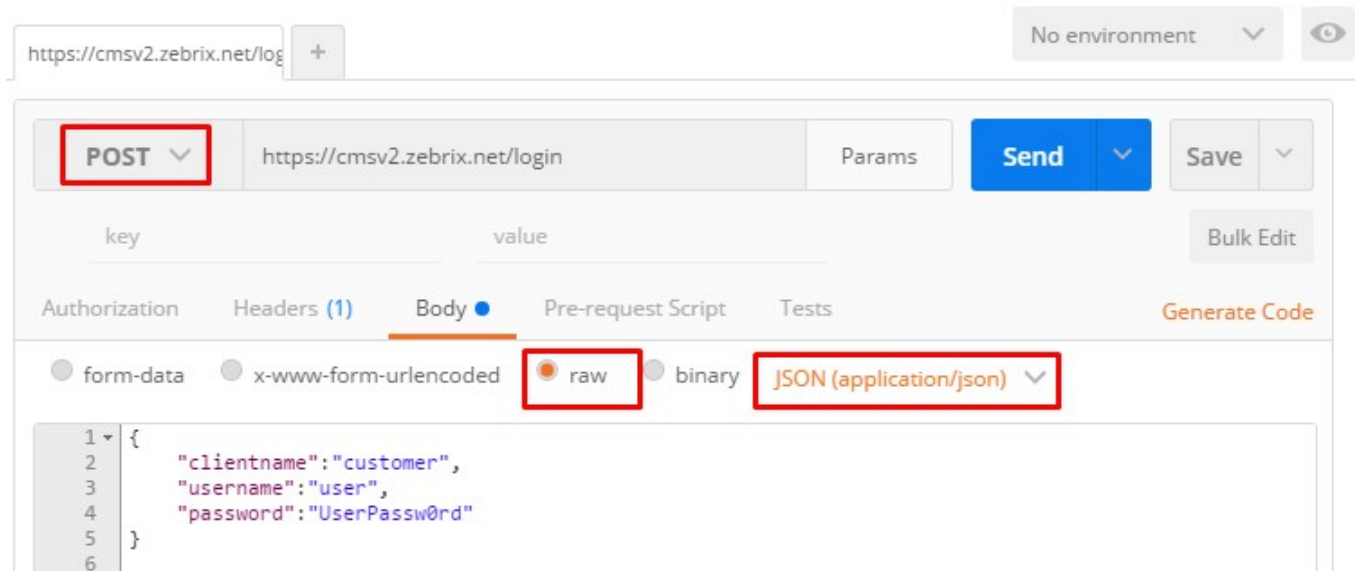 https://cmsv2.zebrix.net/log +
No environment
POST https://cmsv2.zebrix.net/login Params Send Save
key value Bulk Edit
Authorization Headers (1) Body Pre-request Script Tests Generate Code
form-data x-www-form-urlencoded raw binary JSON (application/json)
1 {
2 "clientname":"customer",
3 "username":"user",
4 "password":"UserPassw0rd"
5 }
6